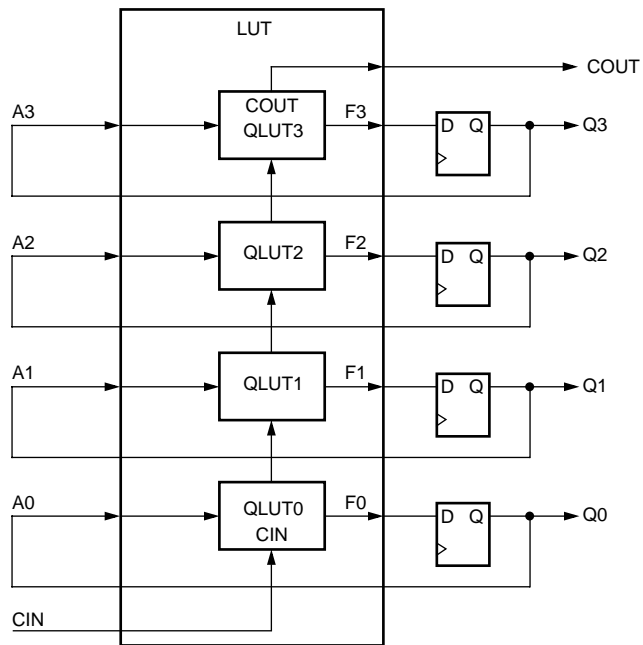 LUT
COUT
A3
COUT
QLUT3
F3
D Q
Q3
A2
QLUT2
F2
D Q
Q2
A1
QLUT1
F1
D Q
Q1
A0
QLUT0
CIN
F0
D Q
Q0
CIN